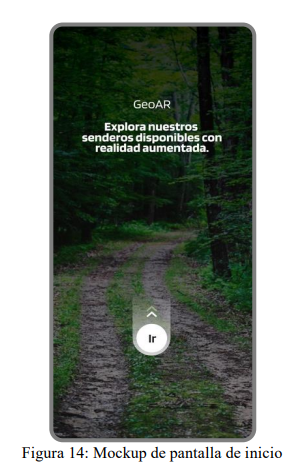 GeoAR
Explora nuestros
senderos disponibles con
realidad aumentada.
Ir
Figura 14: Mockup de pantalla de inicio